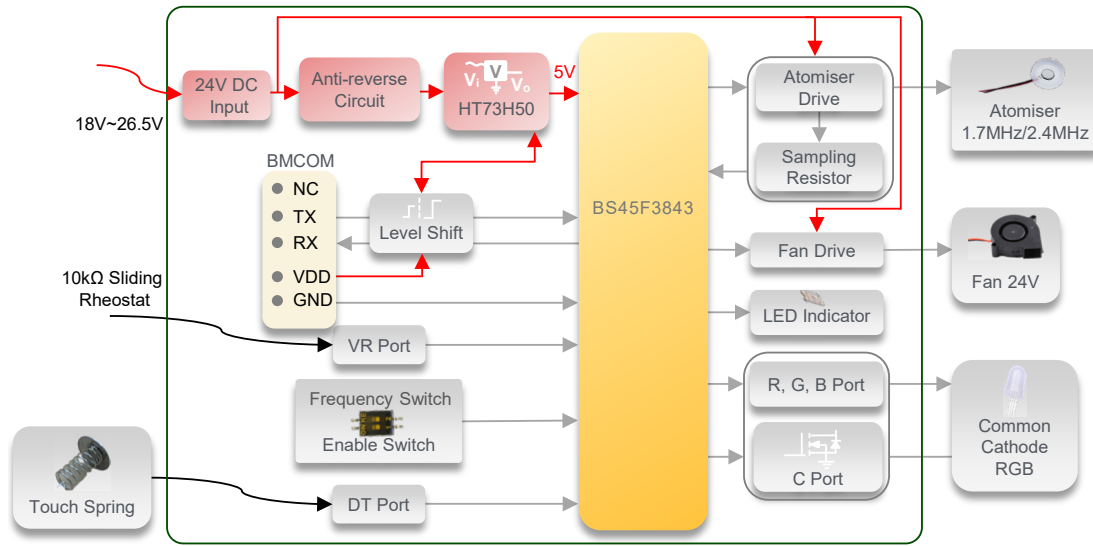 24V DC
Input
18V~26.5V
Anti-reverse
Circuit
Vi V Vo
HT73H50
5V
BMCOM
NC
TX
RX
VDD
GND
Level Shift
10kΩ Sliding
Rheostat
VR Port
Frequency Switch
Enable Switch
Touch Spring
DT Port
BS45F3843
Atomiser
Drive
Sampling
Resistor
Fan Drive
LED Indicator
R, G, B Port
C Port
Atomiser
1.7MHz/2.4MHz
Fan 24V
Common
Cathode
RGB